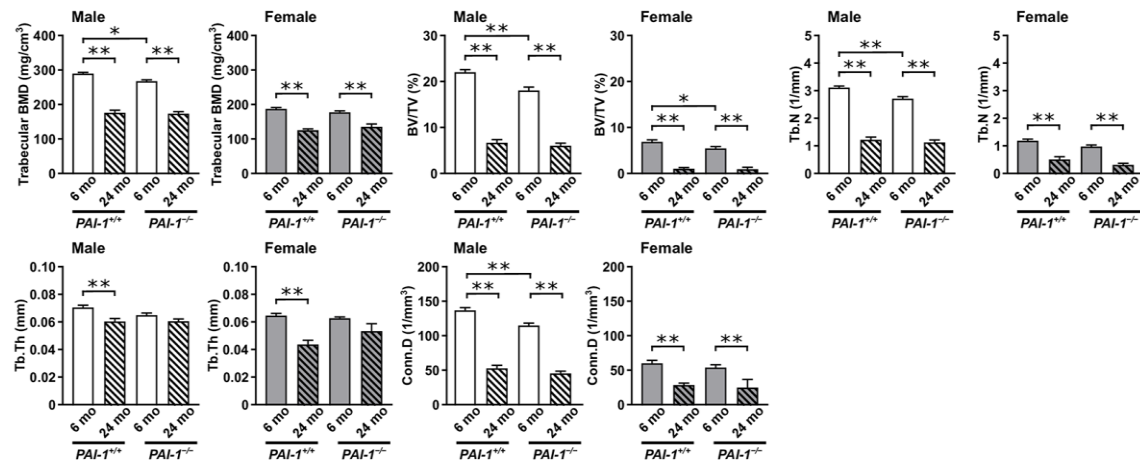 Male
Trabecular BMD (mg/cm³)
400
300
200
100
0
*
**
**
6 mo
24 mo
6 mo
24 mo
PAI-1+/+
PAI-1−/−
Female
Trabecular BMD (mg/cm³)
400
300
200
100
0
**
**
6 mo
24 mo
6 mo
24 mo
PAI-1+/+
PAI-1−/−
Male
BV/TV (%)
30
20
10
0
**
**
**
6 mo
24 mo
6 mo
24 mo
PAI-1+/+
PAI-1−/−
Female
BV/TV (%)
30
20
10
0
*
**
**
6 mo
24 mo
6 mo
24 mo
PAI-1+/+
PAI-1−/−
Male
Tb.N (1/mm)
5
4
3
2
1
0
**
**
**
6 mo
24 mo
6 mo
24 mo
PAI-1+/+
PAI-1−/−
Female
Tb.N (1/mm)
5
4
3
2
1
0
**
**
6 mo
24 mo
6 mo
24 mo
PAI-1+/+
PAI-1−/−
Male
Tb.Th (mm)
0.10
0.08
0.06
0.04
0.02
0
**
6 mo
24 mo
6 mo
24 mo
PAI-1+/+
PAI-1−/−
Female
Tb.Th (mm)
0.10
0.08
0.06
0.04
0.02
0
**
6 mo
24 mo
6 mo
24 mo
PAI-1+/+
PAI-1−/−
Male
Conn.D (1/mm³)
200
150
100
50
0
**
**
**
6 mo
24 mo
6 mo
24 mo
PAI-1+/+
PAI-1−/−
Female
Conn.D (1/mm³)
200
150
100
50
0
**
**
6 mo
24 mo
6 mo
24 mo
PAI-1+/+
PAI-1−/−